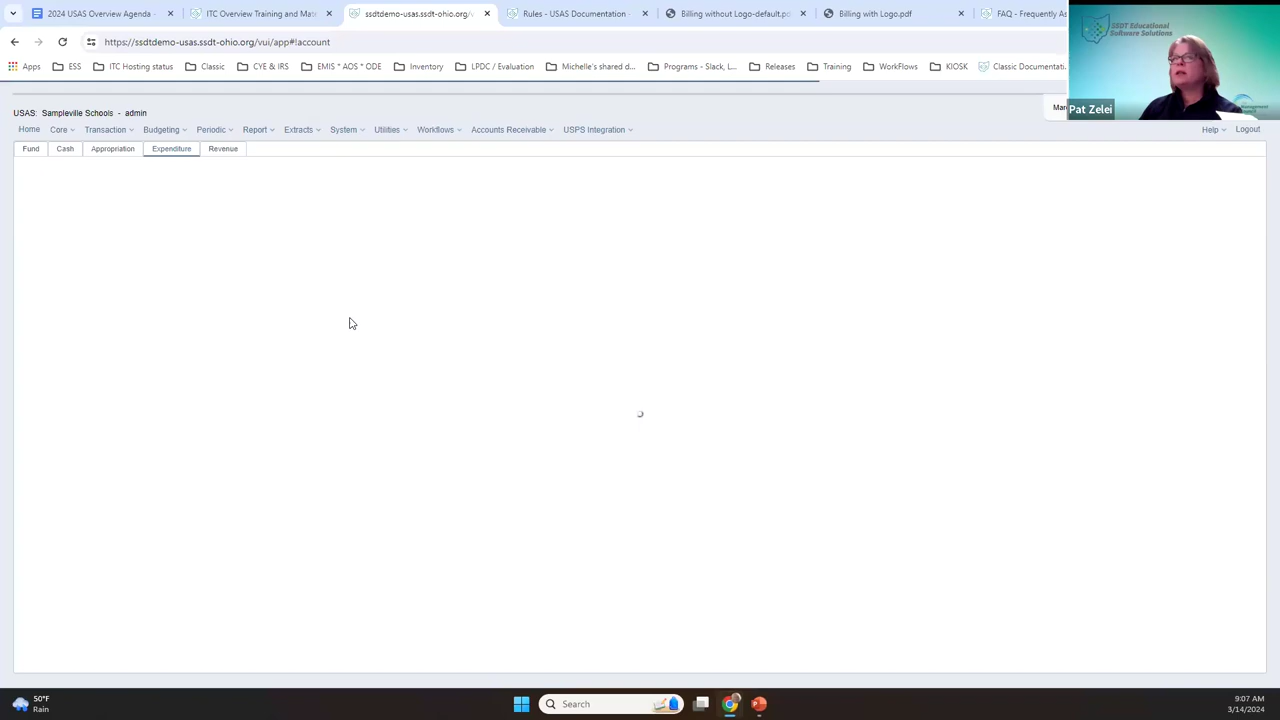 2024 USAS Overview Agenda -
ITC Overview Training and Mat
ssdtdemo-usas.ssdt-ohio.org/
Rules - USAS Documentation -
Billing without logo-default.pd
Billing with Logo.pdf
FAQ - Frequently As
https://ssdtdemo-usas.ssdt-ohio.org/vui/app#!account
Apps ESS ITC Hosting status Classic CYE & IRS EMIS * AOS * ODE Inventory LPDC / Evaluation Michelle's shared d... Programs - Slack, L... Releases Training WorkFlows KIOSK Classic Documentati
SSDT Educational
Software Solutions
Pat Zelei
USAS: Sampleville Schools - admin
Home Core Transaction Budgeting Periodic Report Extracts System Utilities Workflows Accounts Receivable USPS Integration Help Logout
Fund Cash Appropriation Expenditure Revenue
50°F
Rain
Search
9:07 AM
3/14/2024